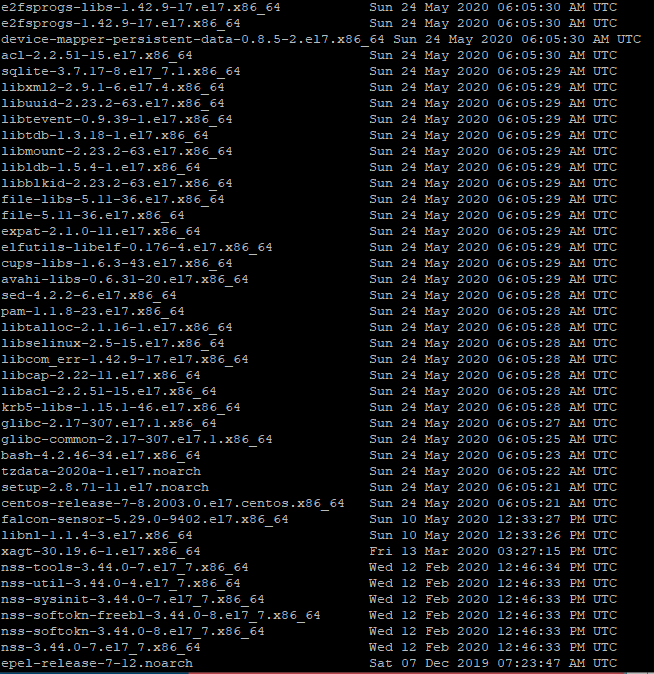 e2fsprogs-libs-1.42.9-17.el7.x86_64 Sun 24 May 2020 06:05:30 AM UTC
e2fsprogs-1.42.9-17.el7.x86_64 Sun 24 May 2020 06:05:30 AM UTC
device-mapper-persistent-data-0.8.5-2.el7.x86_64 Sun 24 May 2020 06:05:30 AM UTC
acl-2.2.51-15.el7.x86_64 Sun 24 May 2020 06:05:30 AM UTC
sqlite-3.7.17-8.el7_7.1.x86_64 Sun 24 May 2020 06:05:29 AM UTC
libxml2-2.9.1-6.el7.4.x86_64 Sun 24 May 2020 06:05:29 AM UTC
libuuid-2.23.2-63.el7.x86_64 Sun 24 May 2020 06:05:29 AM UTC
libtevent-0.9.39-1.el7.x86_64 Sun 24 May 2020 06:05:29 AM UTC
libtdb-1.3.18-1.el7.x86_64 Sun 24 May 2020 06:05:29 AM UTC
libmount-2.23.2-63.el7.x86_64 Sun 24 May 2020 06:05:29 AM UTC
libldb-1.5.4-1.el7.x86_64 Sun 24 May 2020 06:05:29 AM UTC
libblkid-2.23.2-63.el7.x86_64 Sun 24 May 2020 06:05:29 AM UTC
file-libs-5.11-36.el7.x86_64 Sun 24 May 2020 06:05:29 AM UTC
file-5.11-36.el7.x86_64 Sun 24 May 2020 06:05:29 AM UTC
expat-2.1.0-11.el7.x86_64 Sun 24 May 2020 06:05:29 AM UTC
elfutils-libelf-0.176-4.el7.x86_64 Sun 24 May 2020 06:05:29 AM UTC
cups-libs-1.6.3-43.el7.x86_64 Sun 24 May 2020 06:05:29 AM UTC
avahi-libs-0.6.31-20.el7.x86_64 Sun 24 May 2020 06:05:29 AM UTC
sed-4.2.2-6.el7.x86_64 Sun 24 May 2020 06:05:28 AM UTC
pam-1.1.8-23.el7.x86_64 Sun 24 May 2020 06:05:28 AM UTC
libtalloc-2.1.16-1.el7.x86_64 Sun 24 May 2020 06:05:28 AM UTC
libselinux-2.5-15.el7.x86_64 Sun 24 May 2020 06:05:28 AM UTC
libcom_err-1.42.9-17.el7.x86_64 Sun 24 May 2020 06:05:28 AM UTC
libcap-2.22-11.el7.x86_64 Sun 24 May 2020 06:05:28 AM UTC
libacl-2.2.51-15.el7.x86_64 Sun 24 May 2020 06:05:28 AM UTC
krb5-libs-1.15.1-46.el7.x86_64 Sun 24 May 2020 06:05:28 AM UTC
glibc-2.17-307.el7.1.x86_64 Sun 24 May 2020 06:05:27 AM UTC
glibc-common-2.17-307.el7.1.x86_64 Sun 24 May 2020 06:05:25 AM UTC
bash-4.2.46-34.el7.x86_64 Sun 24 May 2020 06:05:23 AM UTC
tzdata-2020a-1.el7.noarch Sun 24 May 2020 06:05:22 AM UTC
setup-2.8.71-11.el7.noarch Sun 24 May 2020 06:05:21 AM UTC
centos-release-7-8.2003.0.el7.centos.x86_64 Sun 24 May 2020 06:05:21 AM UTC
falcon-sensor-5.29.0-9402.el7.x86_64 Sun 10 May 2020 12:33:27 PM UTC
libnl-1.1.4-3.el7.x86_64 Sun 10 May 2020 12:33:26 PM UTC
xagt-30.19.6-1.el7.x86_64 Fri 13 Mar 2020 03:27:15 PM UTC
nss-tools-3.44.0-7.el7_7.x86_64 Wed 12 Feb 2020 12:46:34 PM UTC
nss-util-3.44.0-4.el7_7.x86_64 Wed 12 Feb 2020 12:46:33 PM UTC
nss-sysinit-3.44.0-7.el7_7.x86_64 Wed 12 Feb 2020 12:46:33 PM UTC
nss-softokn-freebl-3.44.0-8.el7_7.x86_64 Wed 12 Feb 2020 12:46:33 PM UTC
nss-softokn-3.44.0-8.el7_7.x86_64 Wed 12 Feb 2020 12:46:33 PM UTC
nss-3.44.0-7.el7_7.x86_64 Wed 12 Feb 2020 12:46:33 PM UTC
epel-release-7-12.noarch Sat 07 Dec 2019 07:23:47 AM UTC